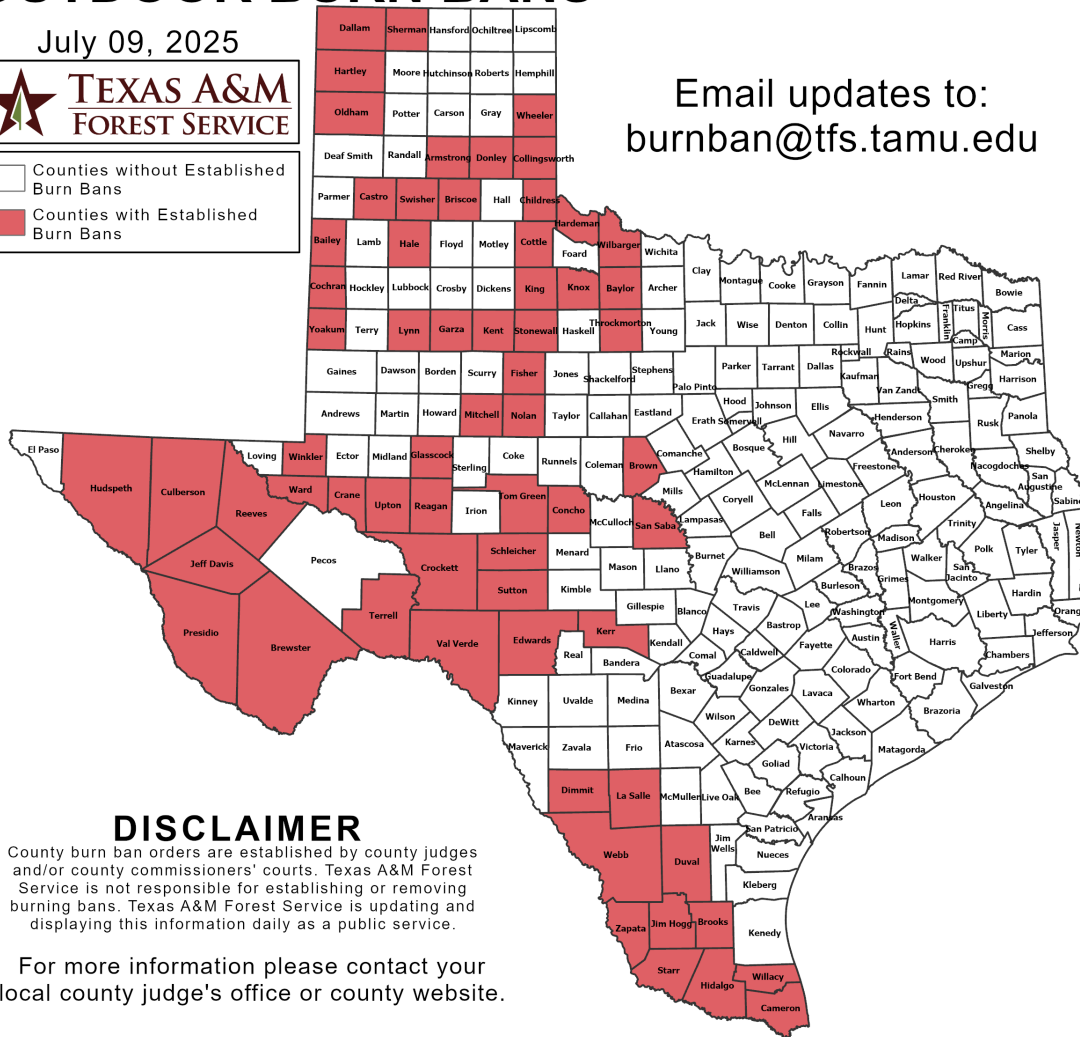 OUTDOOR BURN BANS
July 09, 2025
TEXAS A&M
FOREST SERVICE
Counties without Established
Burn Bans
Counties with Established
Burn Bans
Email updates to:
burnban@tfs.tamu.edu
Dallam Sherman Hansford Ochiltree Lipscomb
Hartley Moore Hutchinson Roberts Hemphill
Oldham Potter Carson Gray Wheeler
Deaf Smith Randall Armstrong Donley Collingsworth
Parmer Castro Swisher Briscoe Hall Childress
Hardeman
Bailey Lamb Hale Floyd Motley Cottle Foard Wilbarger Wichita
Clay Montague Cooke Grayson Fannin Lamar Red River Bowie
Cochran Hockley Lubbock Crosby Dickens King Knox Baylor Archer
Delta Franklin Titus Morris Cass
Yoakum Terry Lynn Garza Kent Stonewall Haskell Throckmorton Young Jack Wise Denton Collin Hunt Hopkins Camp
Rockwall Rains Wood Upshur Marion
Gaines Dawson Borden Scurry Fisher Jones Shackelford Stephens Palo Pinto Parker Tarrant Dallas Kaufman Van Zandt Smith Gregg Harrison
Andrews Martin Howard Mitchell Nolan Taylor Callahan Eastland Erath Hood Somervell Johnson Ellis Henderson Rusk Panola
El Paso Loving Winkler Ector Midland Glasscock Sterling Coke Runnels Coleman Brown Comanche Bosque Hill Navarro Anderson Cherokee Shelby
Hudspeth Culberson Reeves Ward Crane Upton Reagan Irion Tom Green Concho McCulloch San Saba Mills Hamilton Coryell McLennan Limestone Freestone Nacogdoches San Augustine Sabine
Lampasas Bell Falls Leon Houston Angelina
Jeff Davis Pecos Crockett Schleicher Menard Mason Llano Burnet Williamson Milam Robertson Madison Trinity Walker Polk Tyler Jasper Newton
Sutton Kimble Brazos Grimes San Jacinto
Presidio Brewster Terrell Val Verde Edwards Kerr Gillespie Blanco Travis Lee Burleson Washington Montgomery Liberty Hardin Orang
Real Bandera Kendall Hays Bastrop Fayette Austin Waller Harris Chambers Jefferson
Comal Caldwell Guadalupe Colorado Fort Bend
Kinney Uvalde Medina Bexar Wilson Gonzales Lavaca Wharton Brazoria Galveston
Maverick Zavala Frio Atascosa Karnes DeWitt Victoria Jackson Matagorda
Goliad Calhoun
Dimmit La Salle McMullen Live Oak Bee Refugio Aransas
Webb Duval Jim Wells San Patricio Nueces
Kleberg
Zapata Jim Hogg Brooks Kenedy
Starr Hidalgo Willacy
Cameron
DISCLAIMER
County burn ban orders are established by county judges
and/or county commissioners' courts. Texas A&M Forest
Service is not responsible for establishing or removing
burning bans. Texas A&M Forest Service is updating and
displaying this information daily as a public service.
For more information please contact your
local county judge's office or county website.